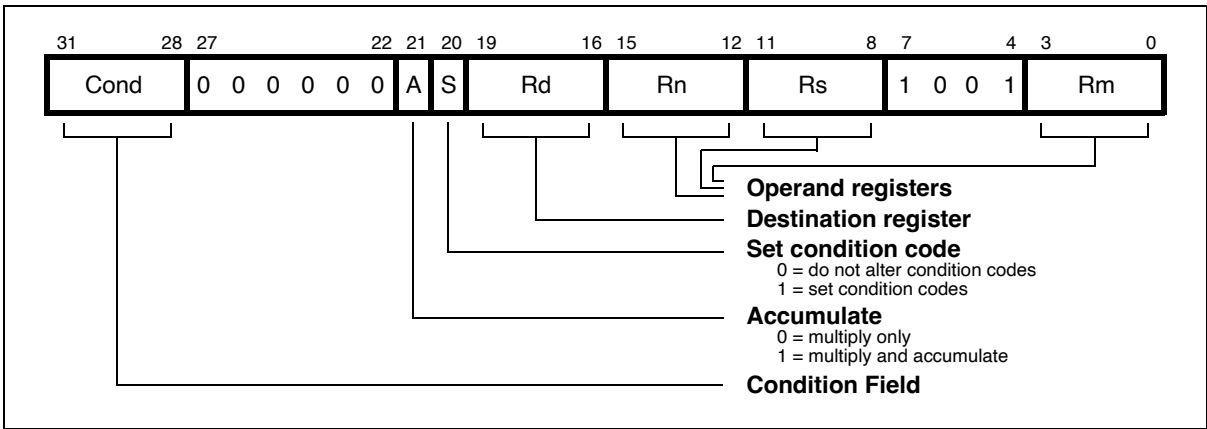 31 28 27 22 21 20 19 16 15 12 11 8 7 4 3 0
Cond 0 0 0 0 0 0 A S Rd Rn Rs 1 0 0 1 Rm
Operand registers
Destination register
Set condition code
0 = do not alter condition codes
1 = set condition codes
Accumulate
0 = multiply only
1 = multiply and accumulate
Condition Field